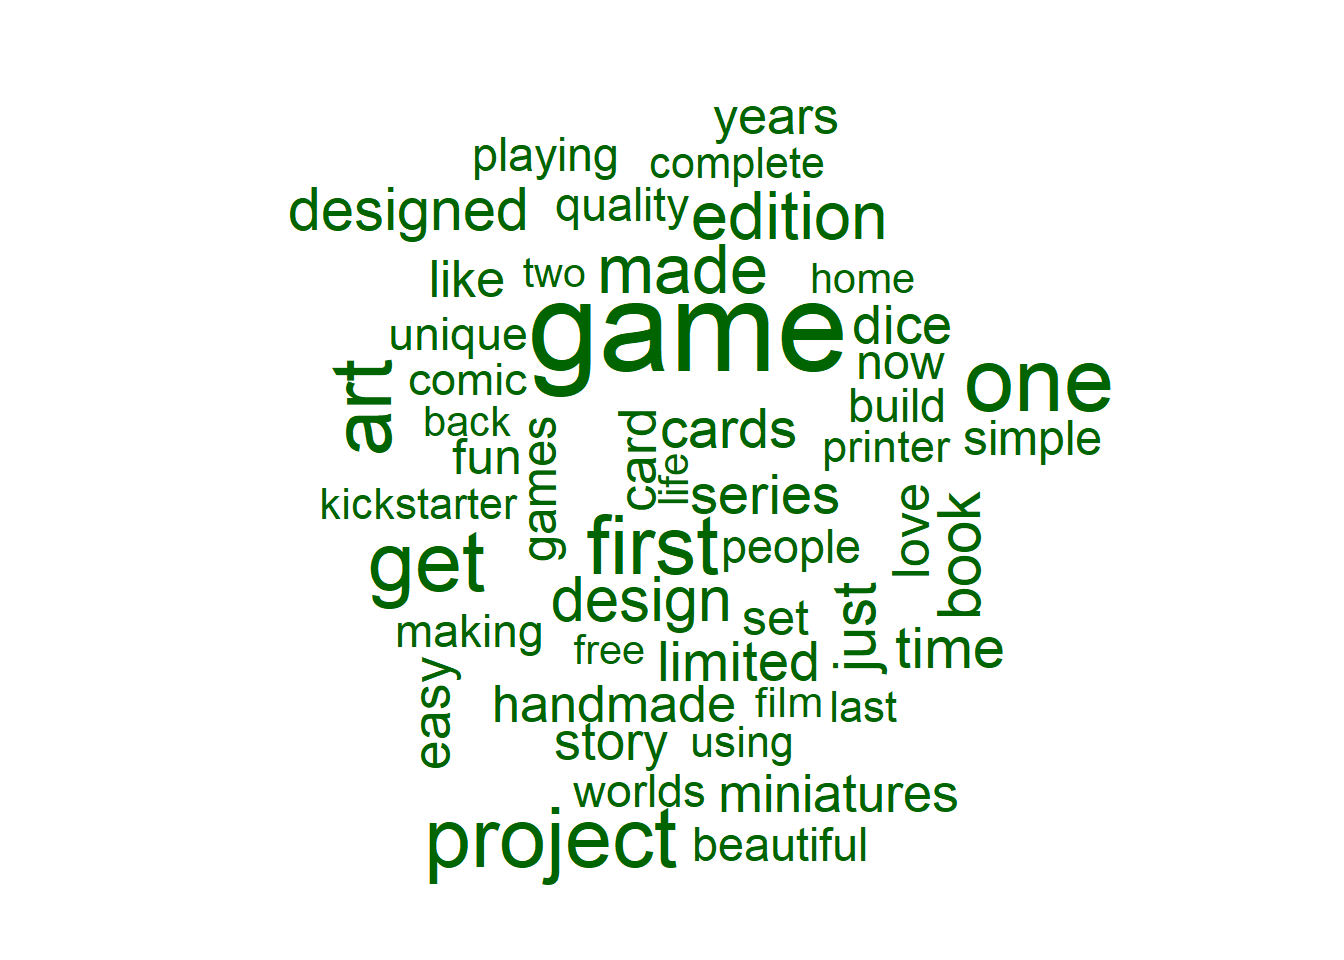 years
playing
complete
designed
quality
edition
like
two
made
home
unique
game
dice
now
art
comic
one
back
build
fun
games
card
cards
printer
simple
life
kickstarter
series
love
book
get
first
people
design
set
just
making
free
limited
time
easy
handmade
film
last
story
using
worlds
miniatures
project
beautiful